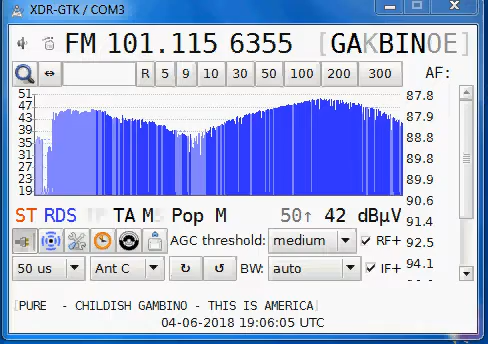 XDR-GTK / COM3
FM 101.115 6355 [GAKBINOE]
R 5 9 10 30 50 100 200 300 AF:
51
47
43
39
35
31
27
23
19
87.8
87.9
88.8
89.8
89.9
90.6
91.4
92.5
94.1
ST RDS TP TA MS Pop M 50↑ 42 dBµV
AGC threshold: medium RF+
50 us Ant C BW: auto IF+
[PURE - CHILDISH GAMBINO - THIS IS AMERICA]
04-06-2018 19:06:05 UTC